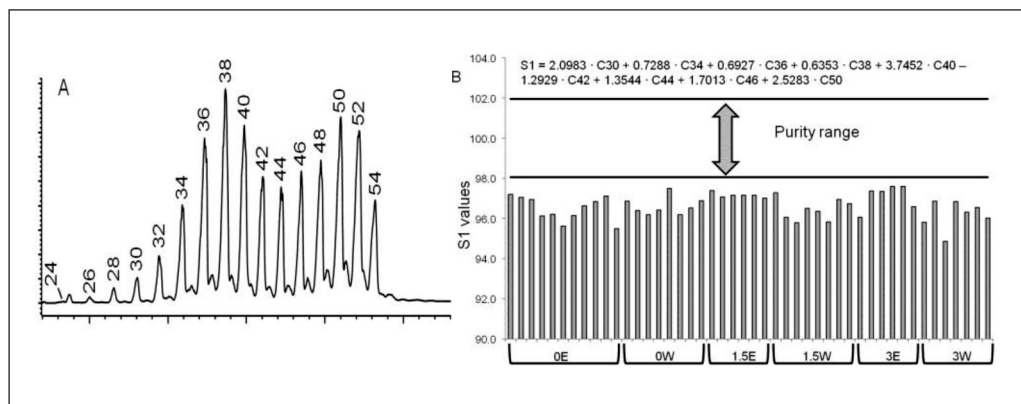 A
24
26
28
30
32
34
36
38
40
42
44
46
48
50
52
54
B
S1 values
104.0
102.0
100.0
98.0
96.0
94.0
92.0
90.0
S1 = 2.0983 · C30 + 0.7288 · C34 + 0.6927 · C36 + 0.6353 · C38 + 3.7452 · C40 –
1.2929 · C42 + 1.3544 · C44 + 1.7013 · C46 + 2.5283 · C50
Purity range
0E
0W
1.5E
1.5W
3E
3W